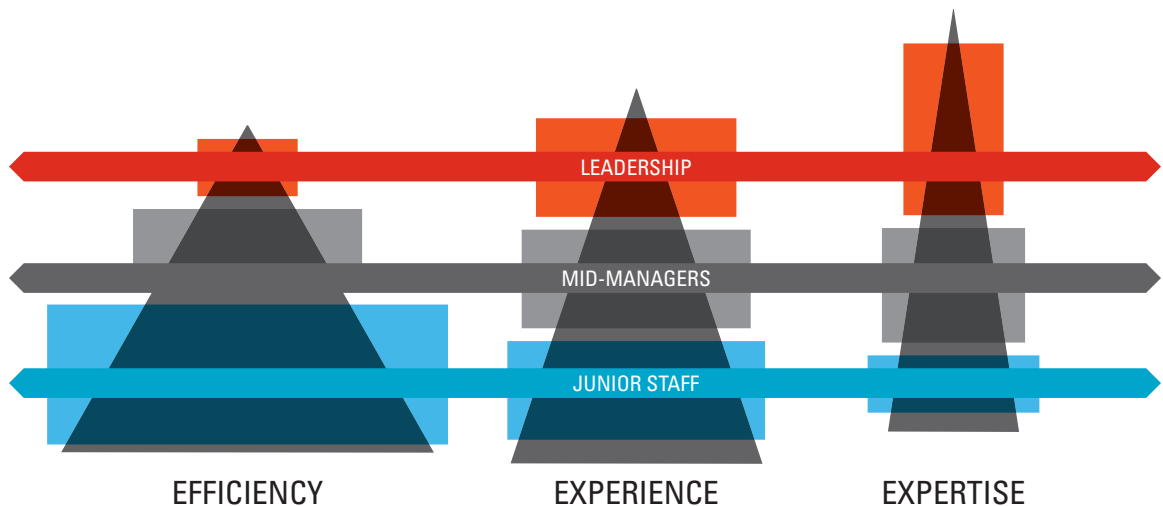 LEADERSHIP
MID-MANAGERS
JUNIOR STAFF
EFFICIENCY
EXPERIENCE
EXPERTISE